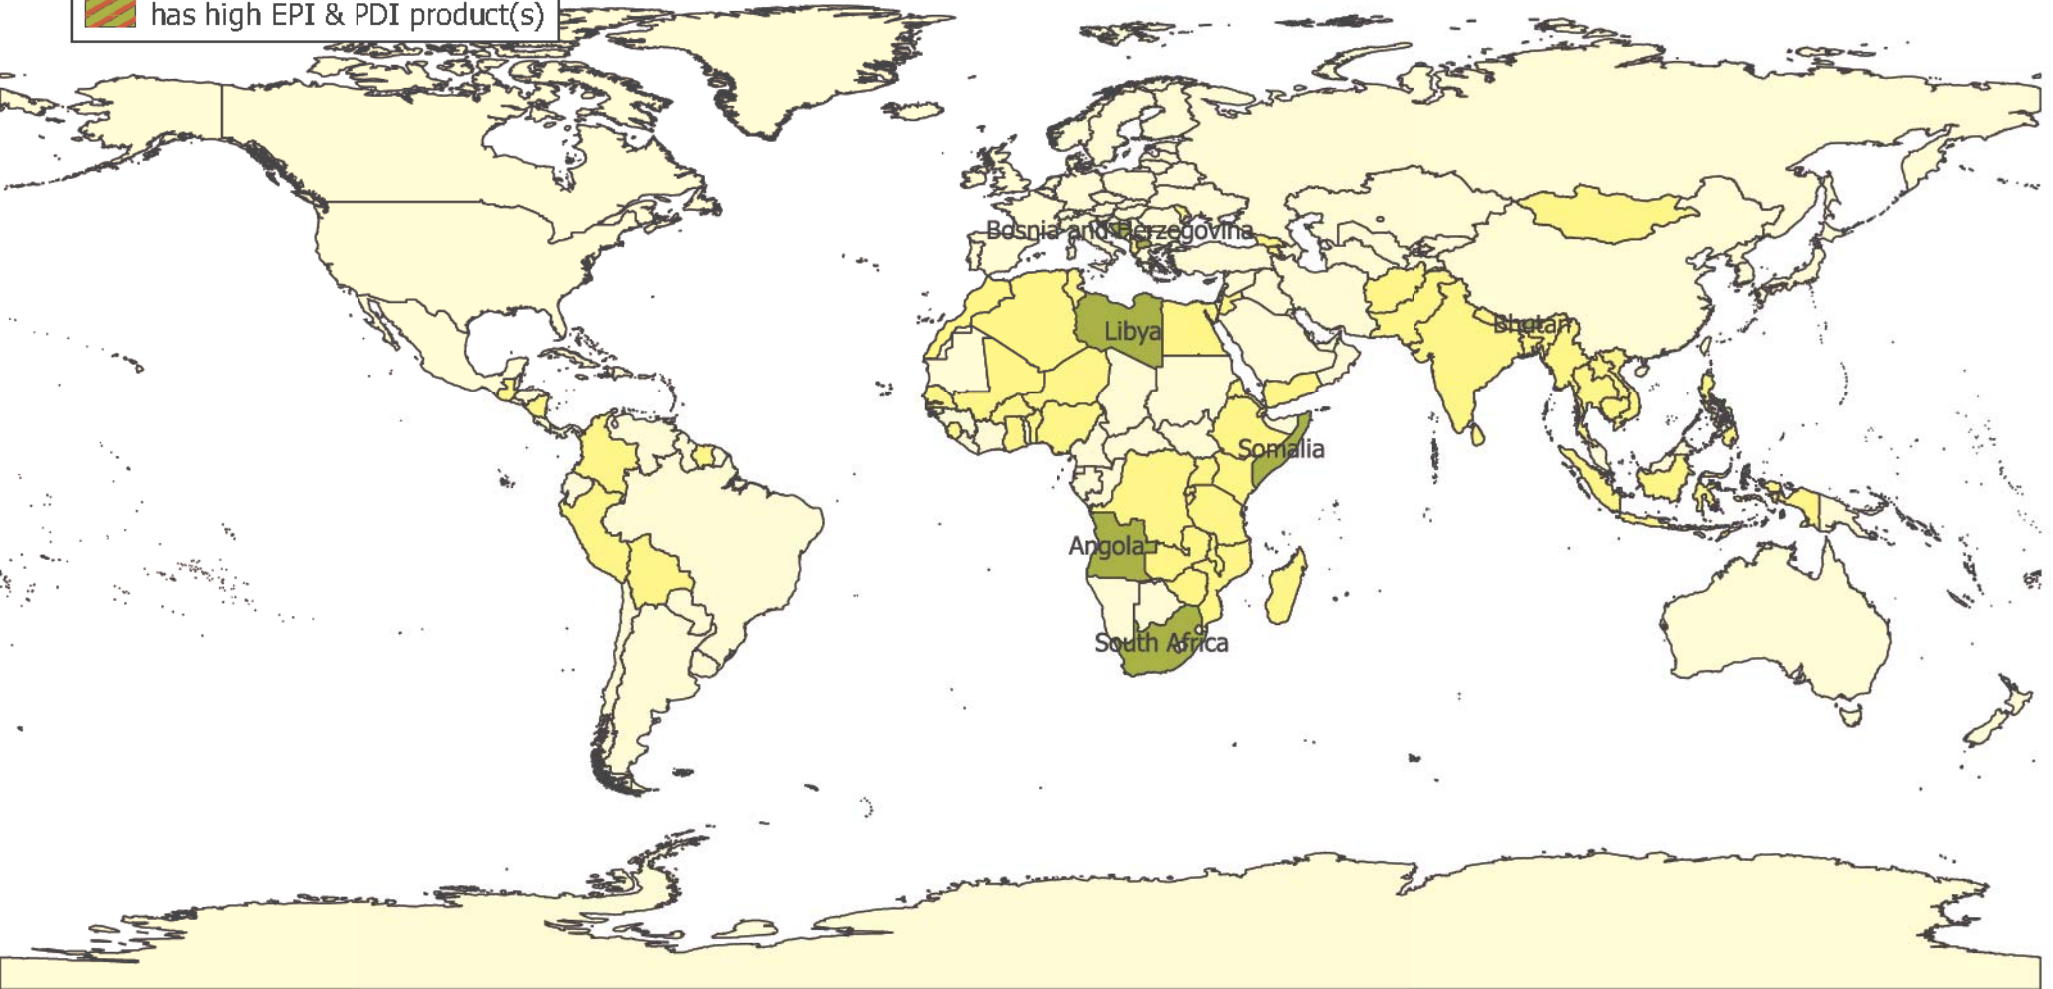 has high EPI & PDI product(s)
Bosnia and Herzegovina
Bhutan
Libya
Somalia
Angola
South Africa